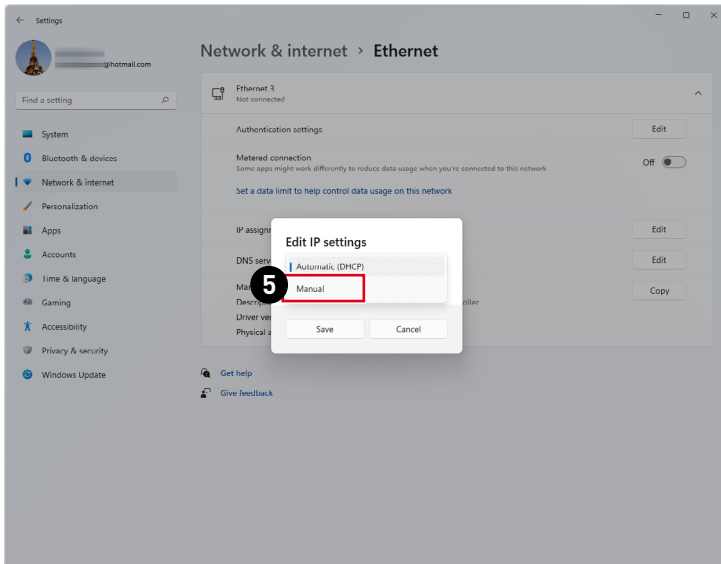 Settings
@hotmail.com
Find a setting
System
Bluetooth & devices
Network & internet
Personalization
Apps
Accounts
Time & language
Gaming
Accessibility
Privacy & security
Windows Update
Network & internet > Ethernet
Ethernet 3
Not connected
Authentication settings
Edit
Metered connection
Some apps might work differently to reduce data usage when you're connected to this network
Off
Set a data limit to help control data usage on this network
IP assignm
Edit
DNS serv
Edit
Man
Copy
Descript
oller
Driver ver
Physical a
Edit IP settings
Automatic (DHCP)
5
Manual
Save
Cancel
Get help
Give feedback